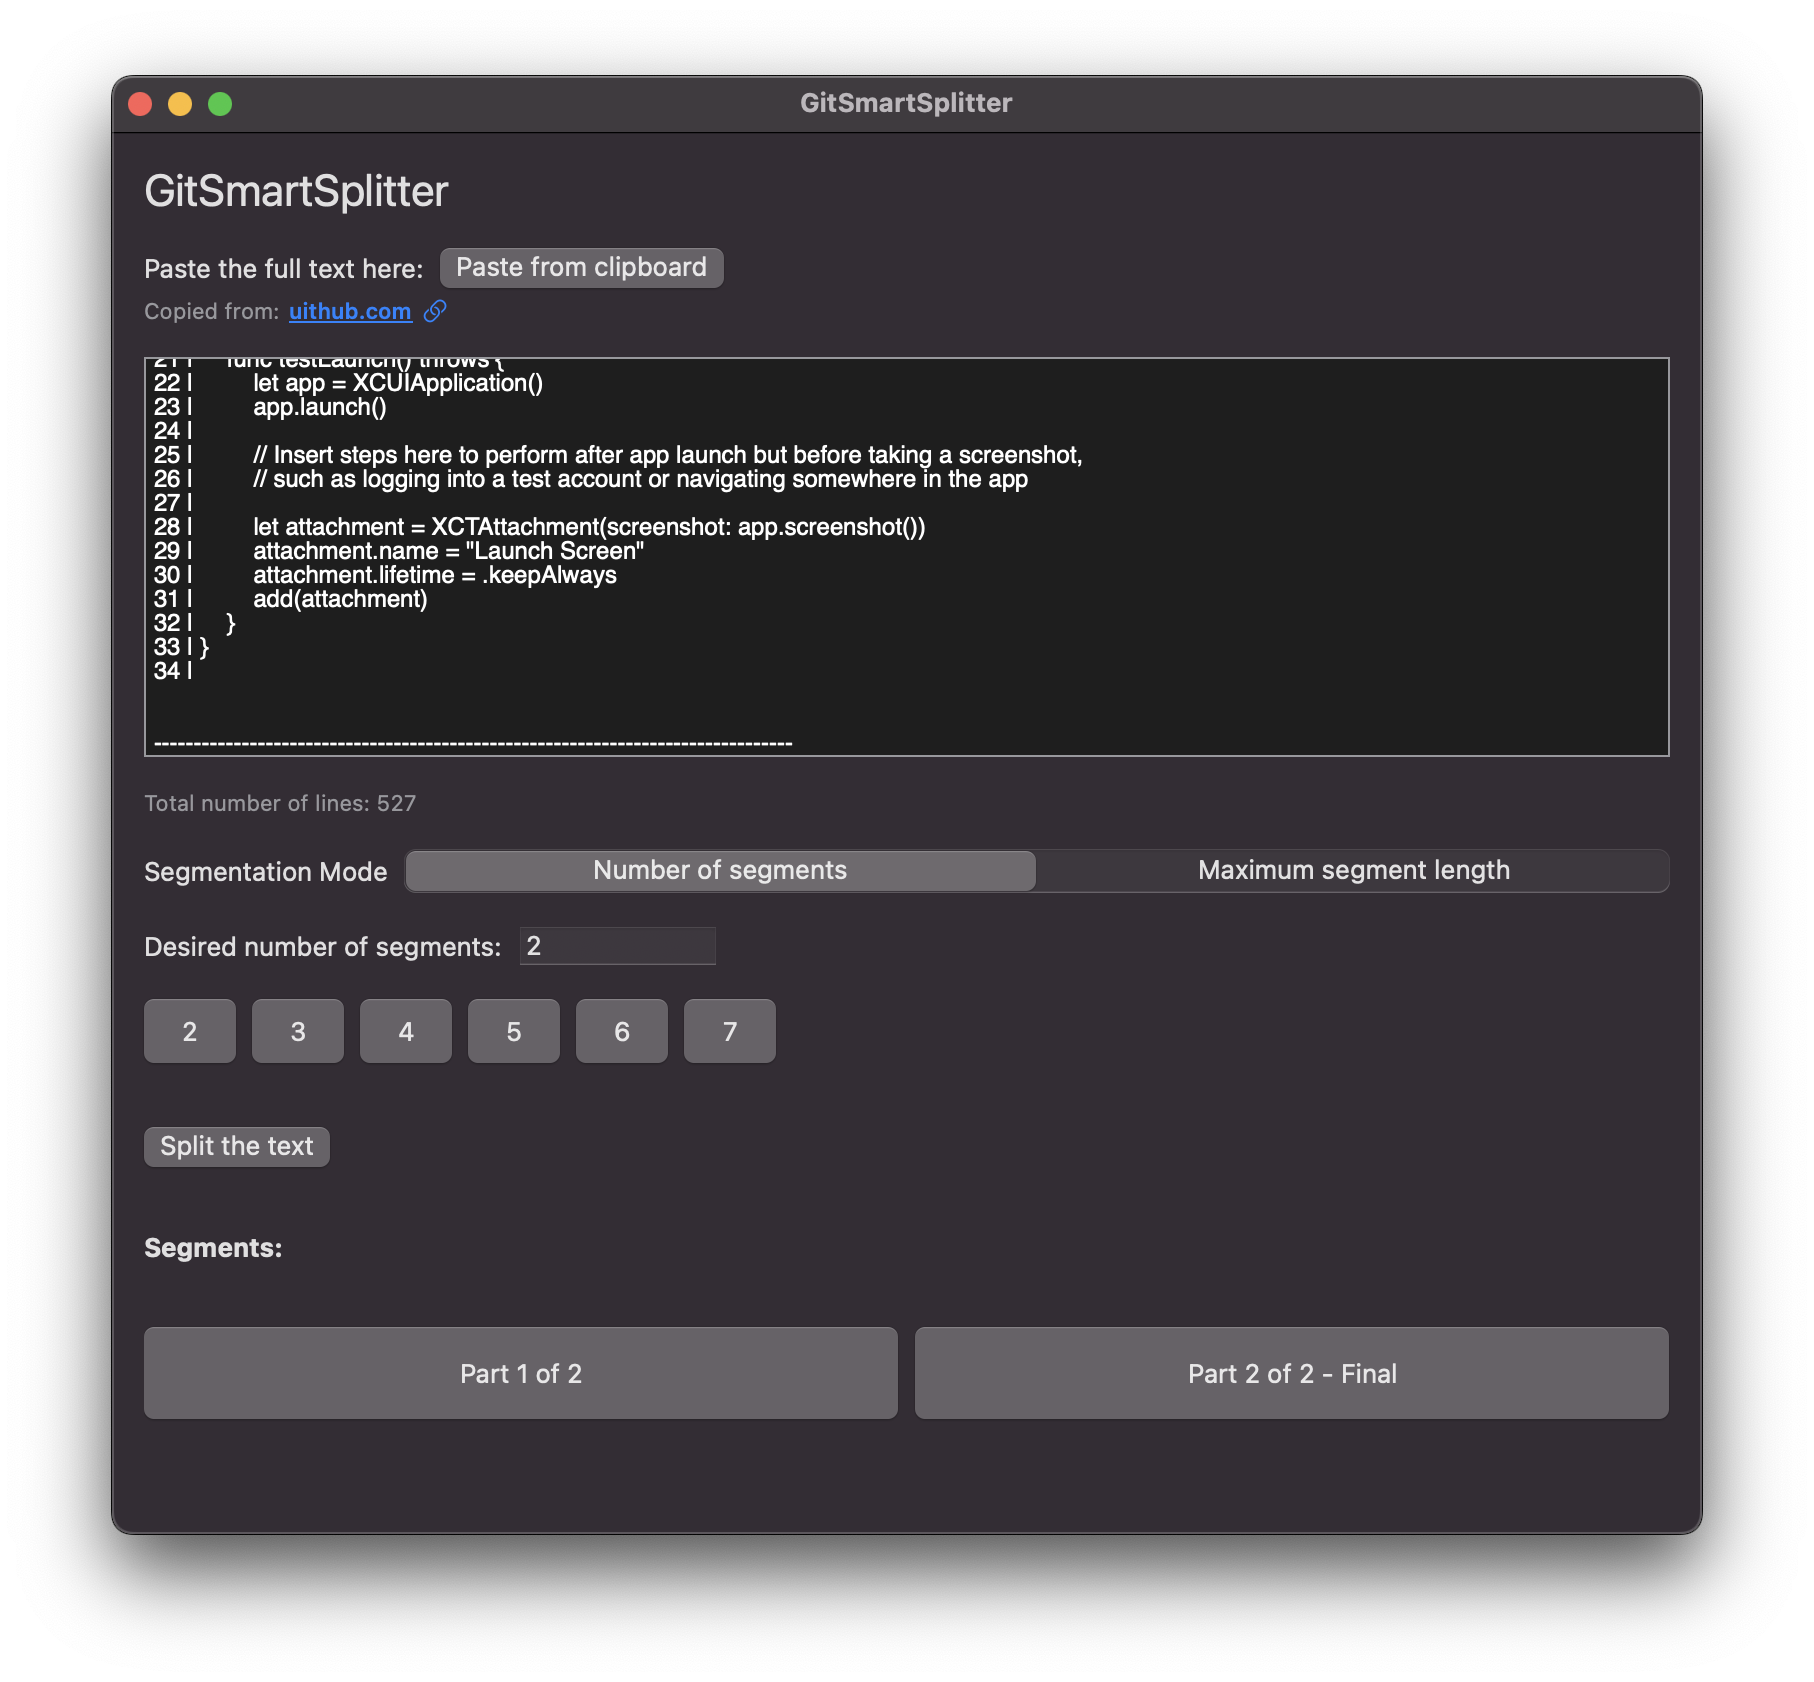 GitSmartSplitter
GitSmartSplitter
Paste the full text here: Paste from clipboard
Copied from: uithub.com
21 | func testLaunch() throws {
22 | let app = XCUIApplication()
23 | app.launch()
24 |
25 | // Insert steps here to perform after app launch but before taking a screenshot,
26 | // such as logging into a test account or navigating somewhere in the app
27 |
28 | let attachment = XCTAttachment(screenshot: app.screenshot())
29 | attachment.name = "Launch Screen"
30 | attachment.lifetime = .keepAlways
31 | add(attachment)
32 | }
33 | }
34 |
--------------------------------------------------------------------------------
Total number of lines: 527
Segmentation Mode Number of segments Maximum segment length
Desired number of segments: 2
2 3 4 5 6 7
Split the text
Segments:
Part 1 of 2 Part 2 of 2 - Final